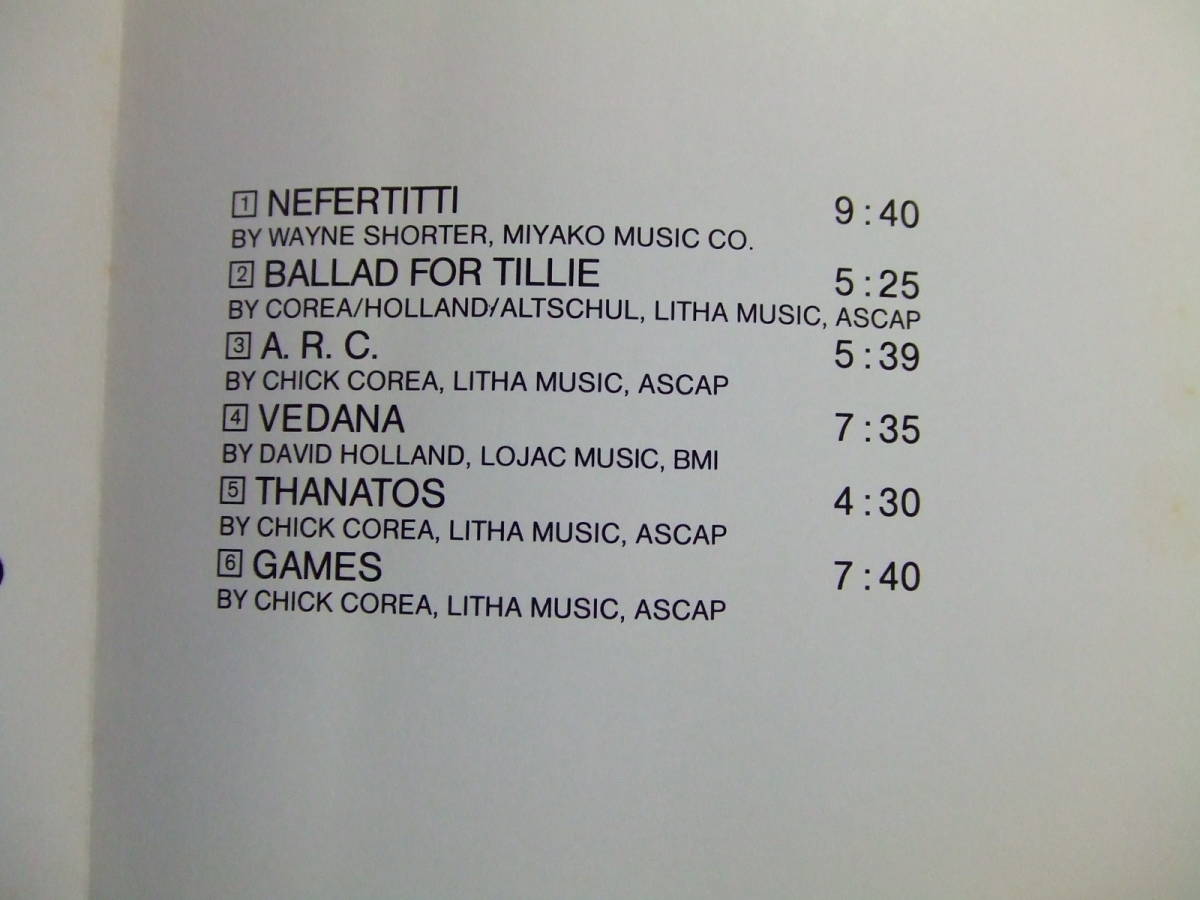 1 NEFERTITTI 9:40
BY WAYNE SHORTER, MIYAKO MUSIC CO.
2 BALLAD FOR TILLIE 5:25
BY COREA/HOLLAND/ALTSCHUL, LITHA MUSIC, ASCAP
3 A. R. C. 5:39
BY CHICK COREA, LITHA MUSIC, ASCAP
4 VEDANA 7:35
BY DAVID HOLLAND, LOJAC MUSIC, BMI
5 THANATOS 4:30
BY CHICK COREA, LITHA MUSIC, ASCAP
6 GAMES 7:40
BY CHICK COREA, LITHA MUSIC, ASCAP